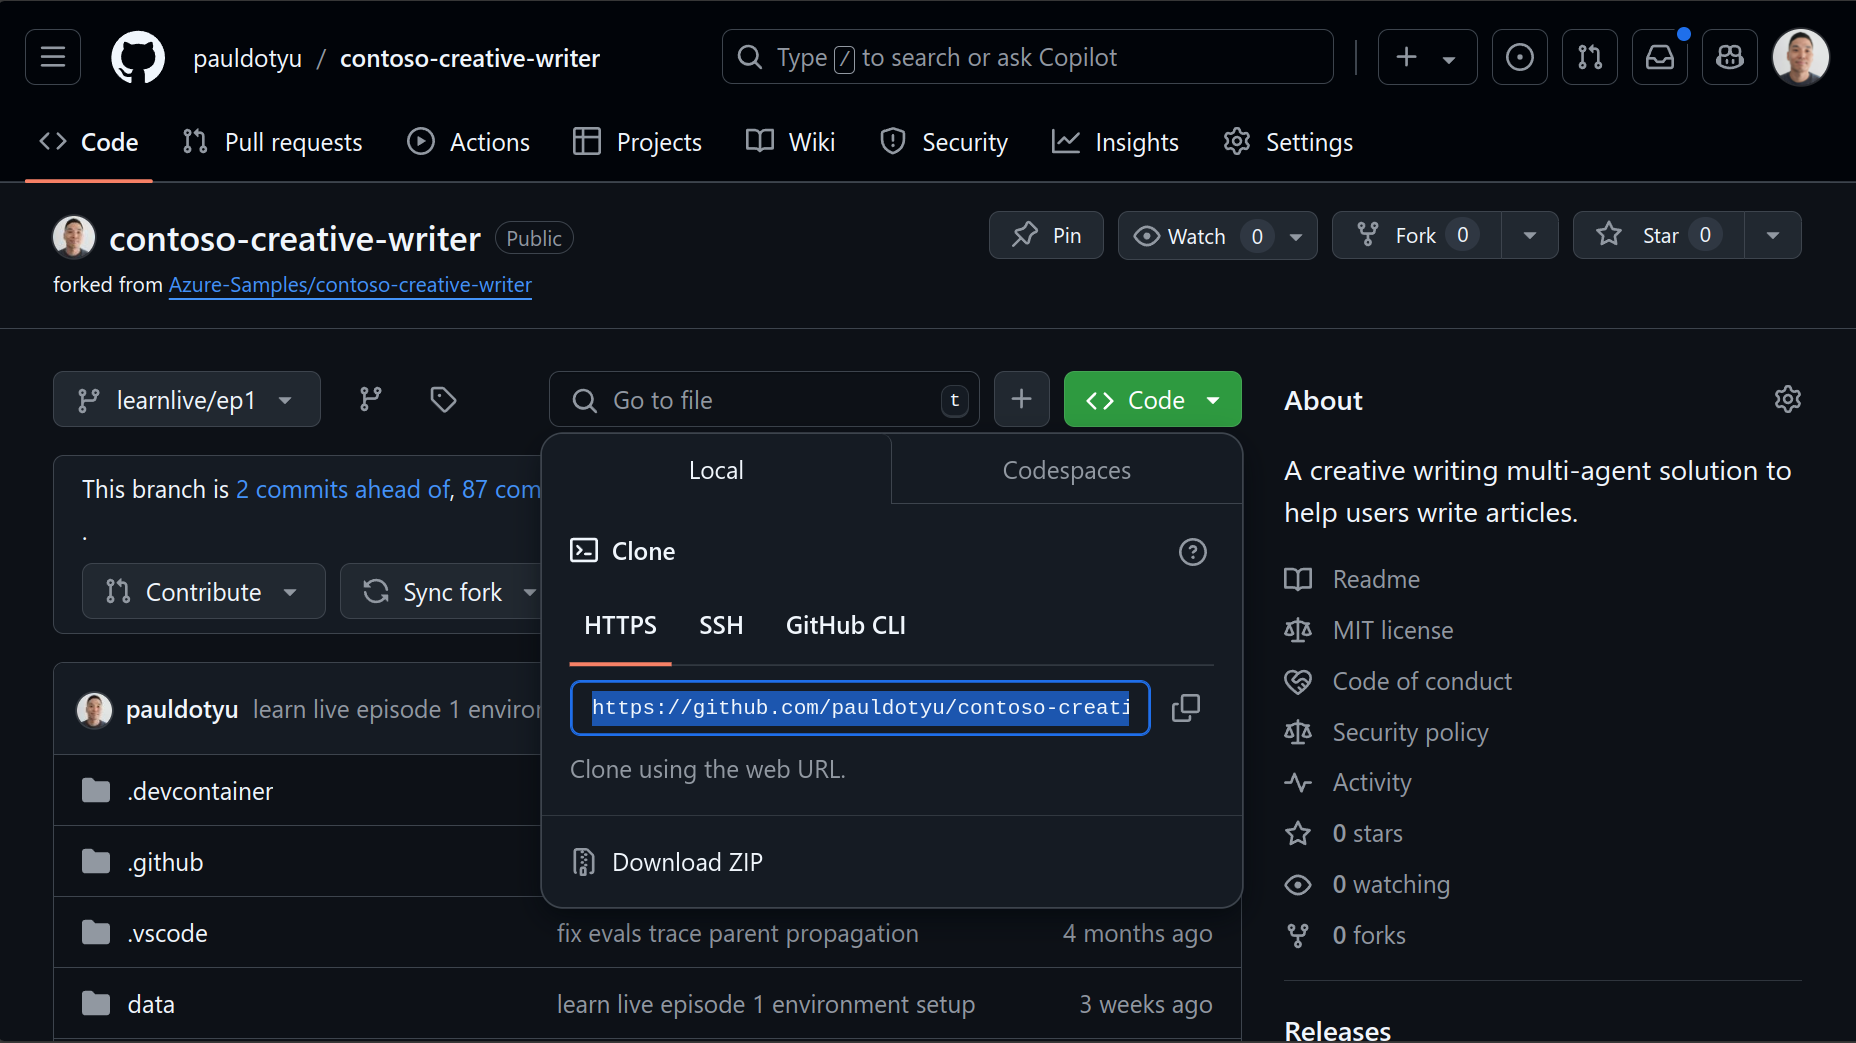 pauldotyu / contoso-creative-writer
Type / to search or ask Copilot
Code
Pull requests
Actions
Projects
Wiki
Security
Insights
Settings
contoso-creative-writer Public
Pin
Watch 0
Fork 0
Star 0
forked from Azure-Samples/contoso-creative-writer
learnlive/ep1
Go to file t
Code
This branch is 2 commits ahead of, 87 com
.
Contribute
Sync fork
Local
Codespaces
Clone
HTTPS
SSH
GitHub CLI
https://github.com/pauldotyu/contoso-creati
Clone using the web URL.
Download ZIP
pauldotyu learn live episode 1 environ
.devcontainer
.github
.vscode fix evals trace parent propagation 4 months ago
data learn live episode 1 environment setup 3 weeks ago
About
A creative writing multi-agent solution to
help users write articles.
Readme
MIT license
Code of conduct
Security policy
Activity
0 stars
0 watching
0 forks
Releases